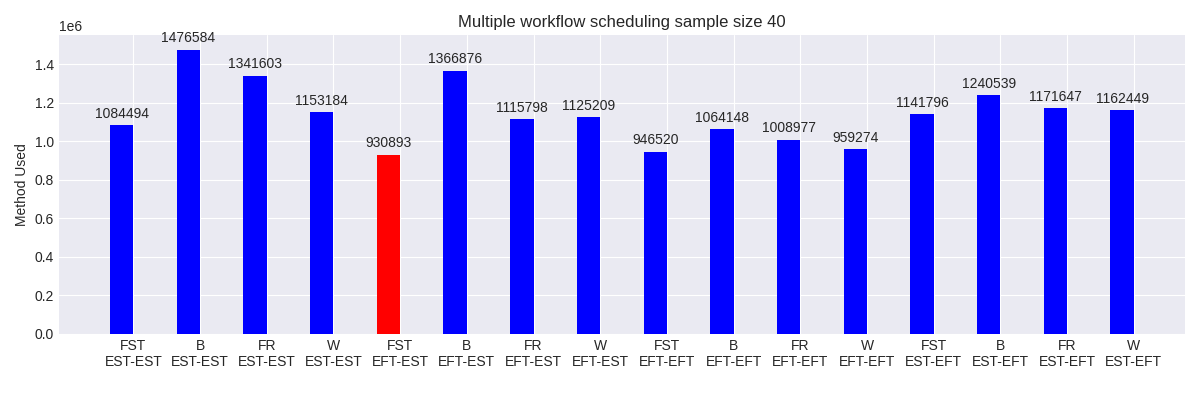 Multiple workflow scheduling sample size 40
1e6
Method Used
1.4
1.2
1.0
0.8
0.6
0.4
0.2
0.0
1084494
1476584
1341603
1153184
930893
1366876
1115798
1125209
946520
1064148
1008977
959274
1141796
1240539
1171647
1162449
FST
EST-EST
B
EST-EST
FR
EST-EST
W
EST-EST
FST
EFT-EST
B
EFT-EST
FR
EFT-EST
W
EFT-EST
FST
EFT-EFT
B
EFT-EFT
FR
EFT-EFT
W
EFT-EFT
FST
EST-EFT
B
EST-EFT
FR
EST-EFT
W
EST-EFT